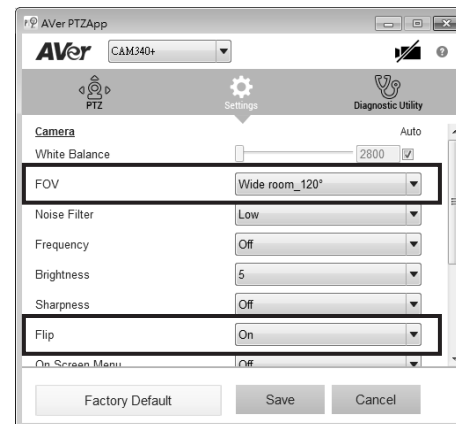 AVer PTZApp
AVer CAM340+
PTZ Settings Diagnostic Utility
Camera Auto
White Balance 2800
FOV Wide room_120°
Noise Filter Low
Frequency Off
Brightness 5
Sharpness Off
Flip On
On Screen Menu Off
Factory Default Save Cancel